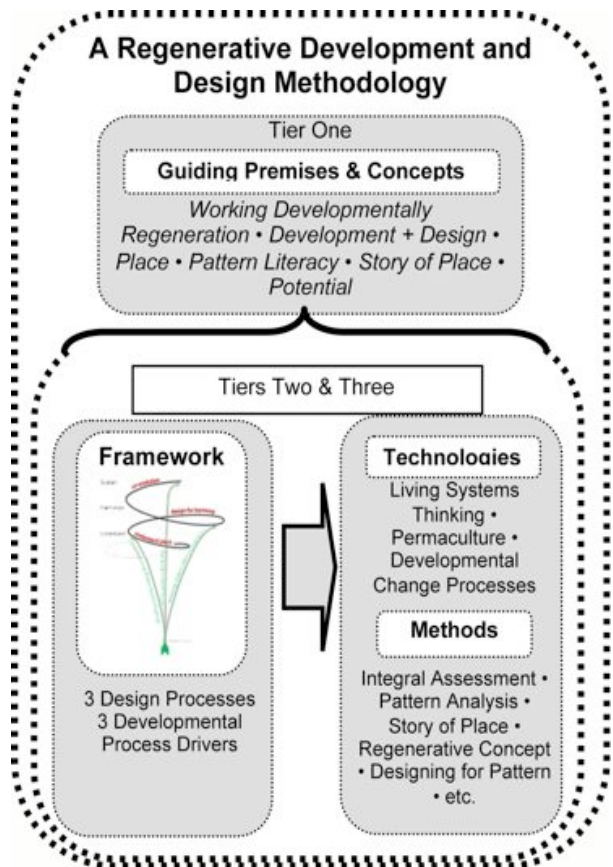 A Regenerative Development and
Design Methodology
Tier One
Guiding Premises & Concepts
Working Developmentally
Regeneration • Development + Design •
Place • Pattern Literacy • Story of Place •
Potential
Tiers Two & Three
Framework
3 Design Processes
3 Developmental
Process Drivers
Technologies
Living Systems
Thinking •
Permaculture •
Developmental
Change Processes
Methods
Integral Assessment •
Pattern Analysis •
Story of Place •
Regenerative Concept
• Designing for Pattern
• etc.